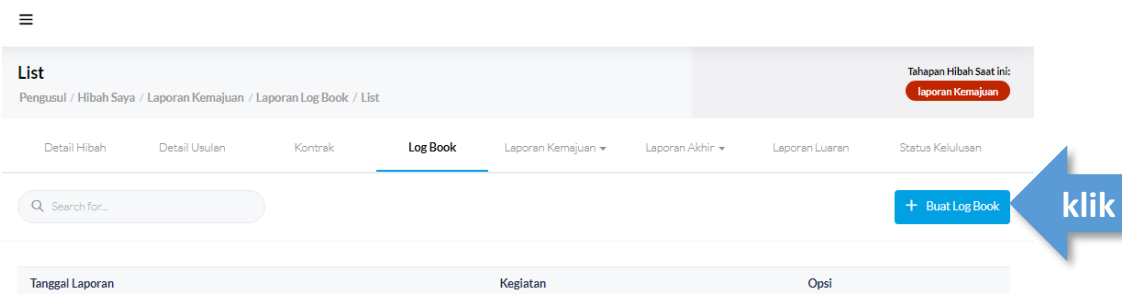 List
Tahapan Hibah Saat ini:
Pengusul / Hibah Saya / Laporan Kemajuan / Laporan Log Book / List
laporan Kemajuan
Detail Hibah Detail Usulan Kontrak Log Book Laporan Kemajuan Laporan Akhir Laporan Luaran Status Kelulusan
Search for...
+ Buat Log Book
klik
Tanggal Laporan Kegiatan Opsi